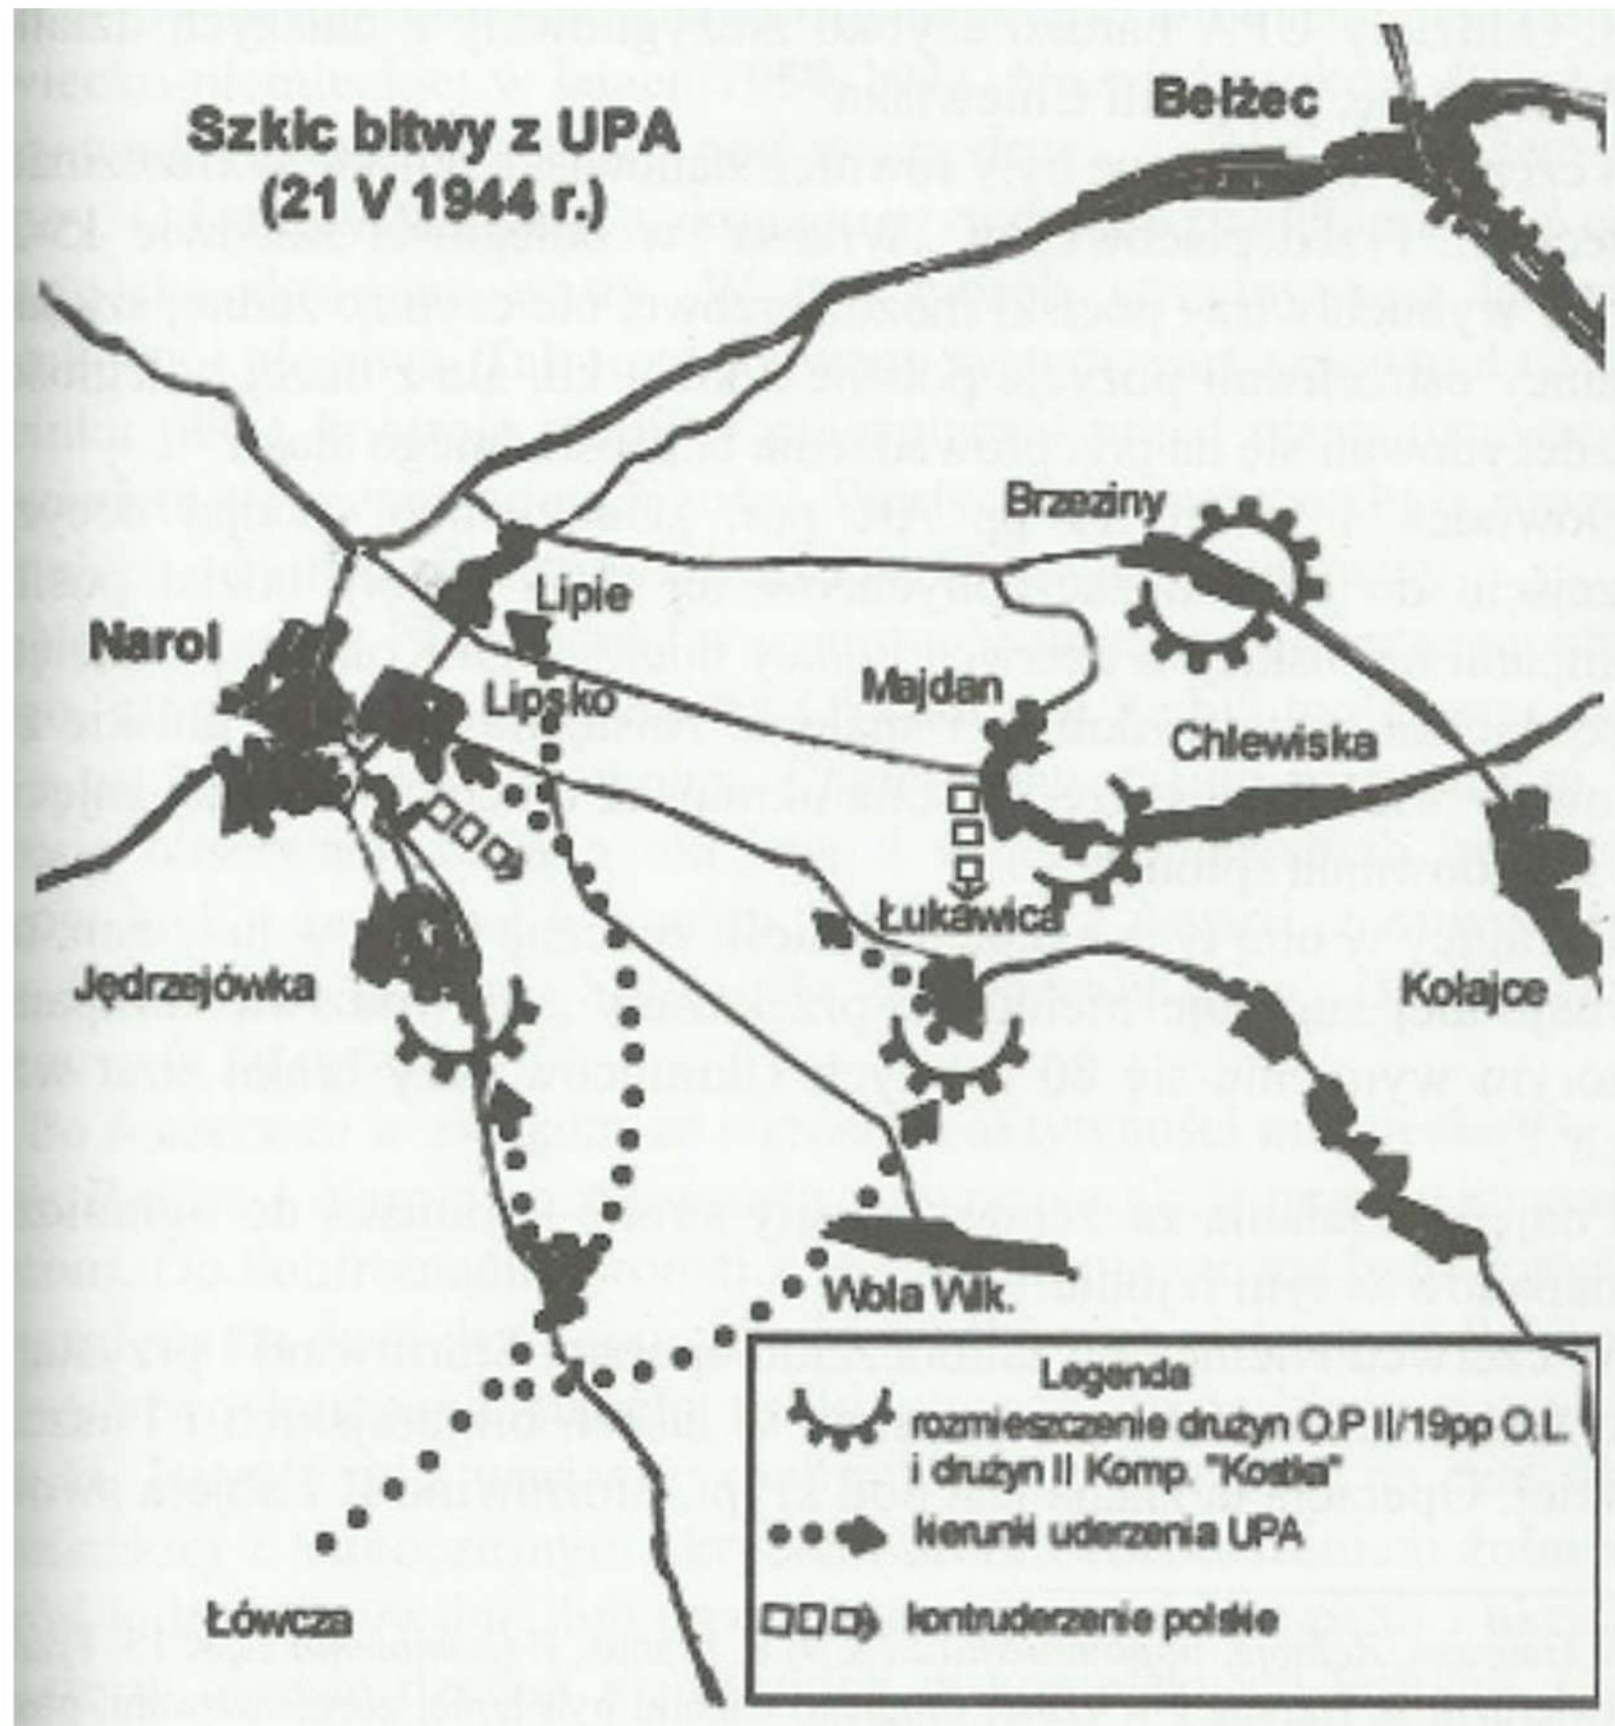 Szkic bitwy z UPA
(21 V 1944 r.)
Bełżec
Brzeziny
Lipie
Narol
Majdan
Lipsko
Chlewiska
Łukawica
Jędrzejówka
Kołajce
Wola Wlk.
Legenda
rozmieszczenie drużyn O.P II/19pp O.L.
i drużyn II Komp. "Kostka"
kierunki uderzenia UPA
kontruderzenie polskie
Łówcza